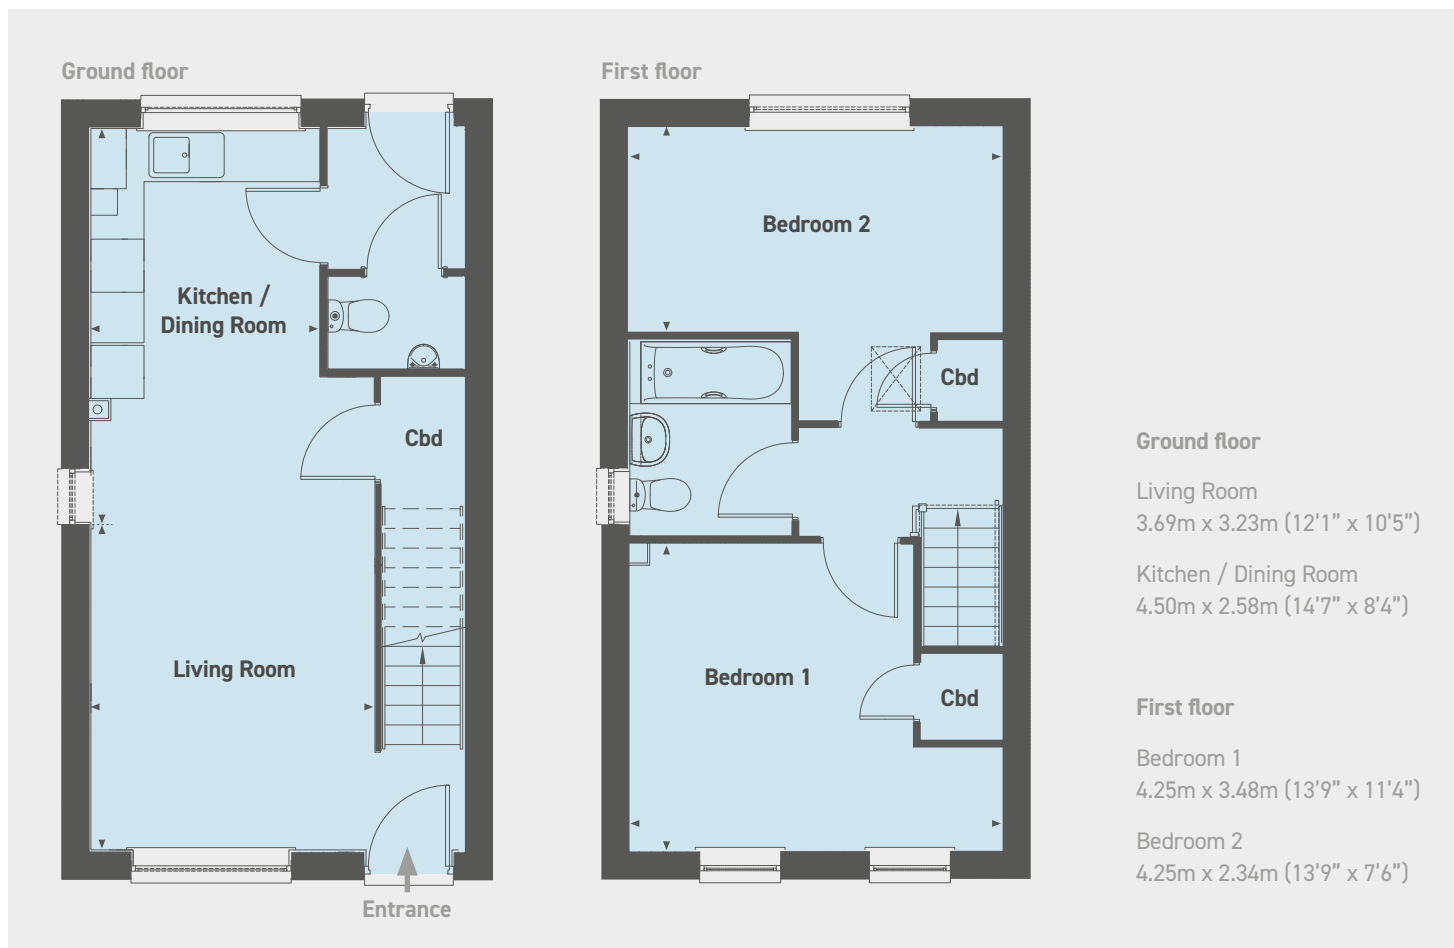 Ground floor
First floor
Kitchen /
Dining Room
Cbd
Living Room
Entrance
Bedroom 2
Cbd
Bedroom 1
Cbd
Ground floor
Living Room
3.69m x 3.23m (12'1” x 10'5”)
Kitchen / Dining Room
4.50m x 2.58m (14'7” x 8'4”)
First floor
Bedroom 1
4.25m x 3.48m (13'9” x 11'4”)
Bedroom 2
4.25m x 2.34m (13'9” x 7'6”)